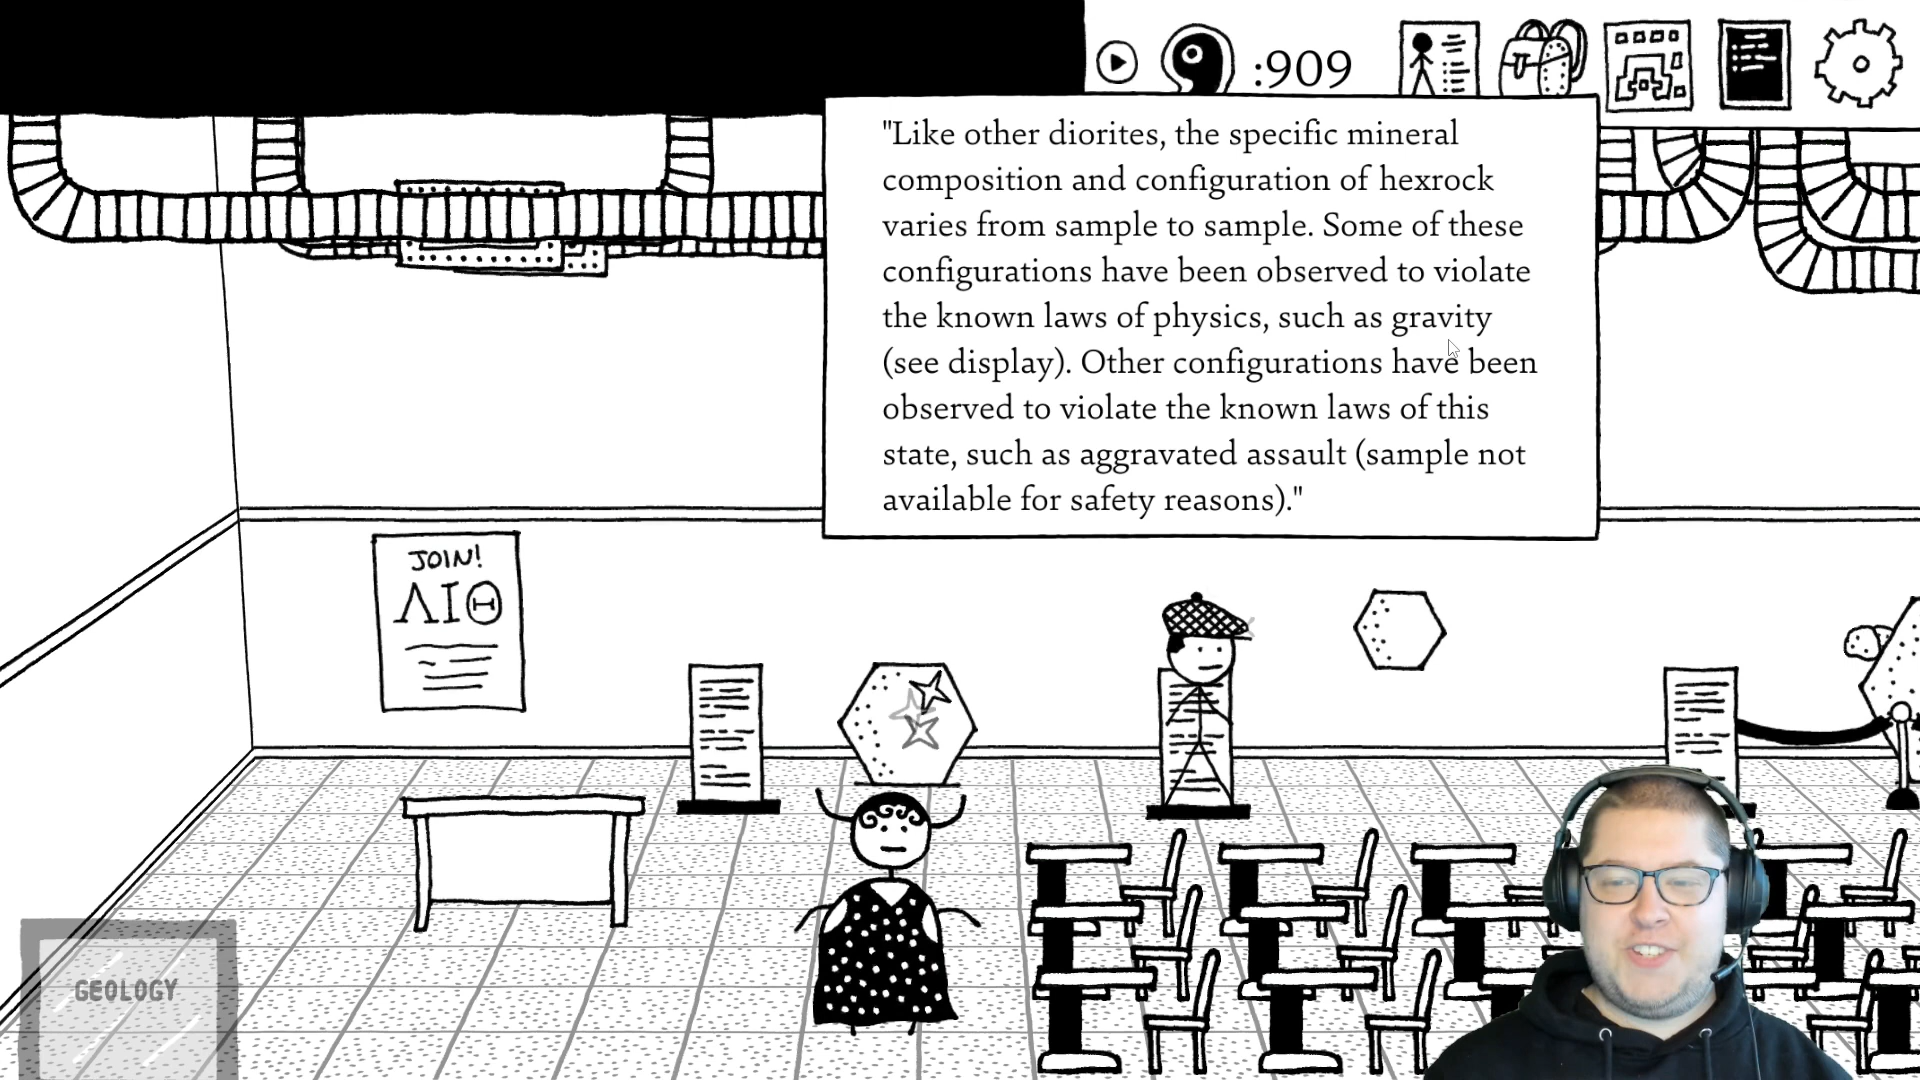 :909
"Like other diorites, the specific mineral
composition and configuration of hexrock
varies from sample to sample. Some of these
configurations have been observed to violate
the known laws of physics, such as gravity
(see display). Other configurations have been
observed to violate the known laws of this
state, such as aggravated assault (sample not
available for safety reasons)."
JOIN!
ΛΙΘ
GEOLOGY